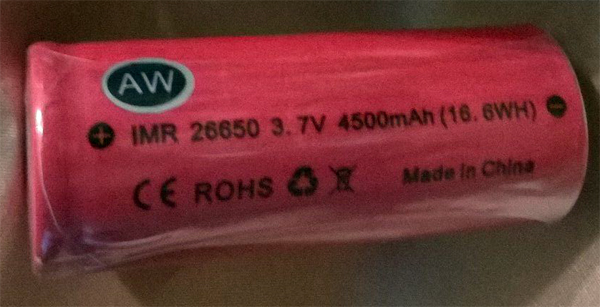 AW
IMR 26650 3.7V 4500mAh (16.6WH)
CE ROHS Made in China